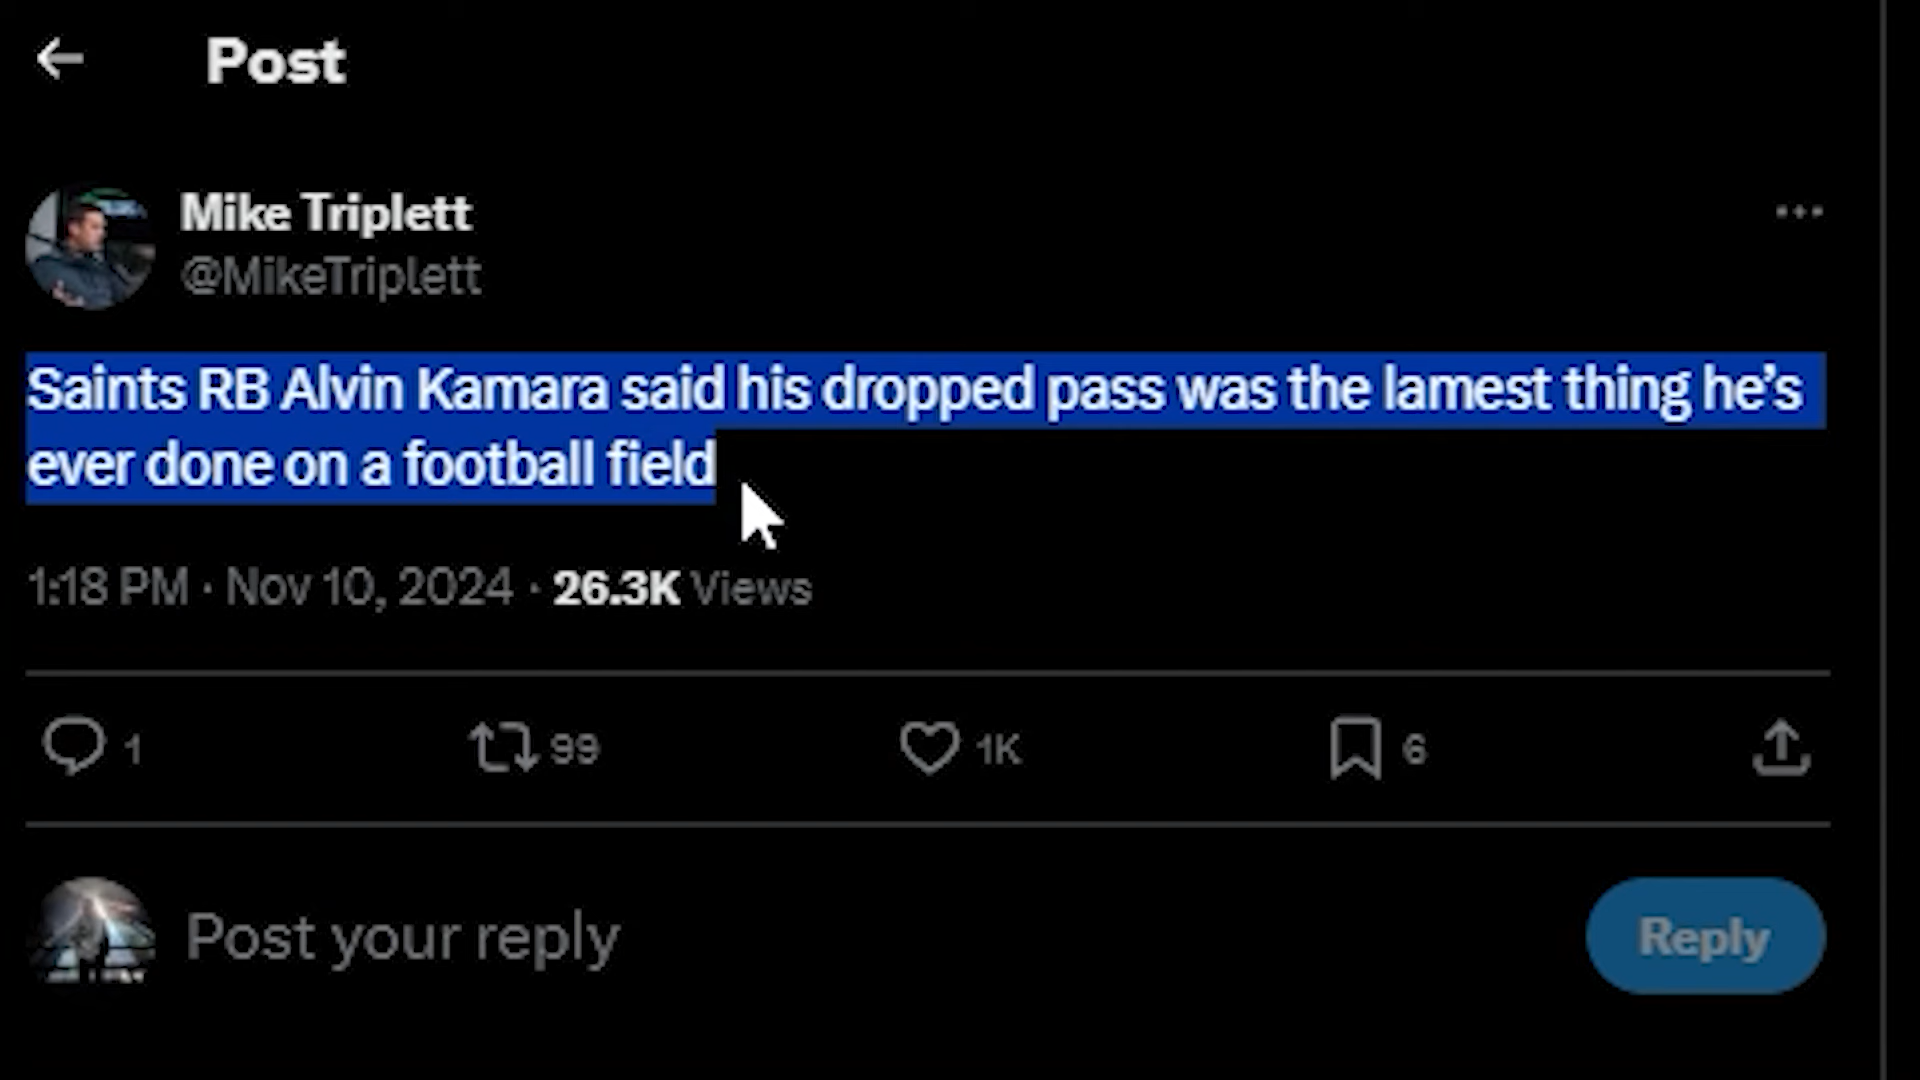 Post
Mike Triplett
@MikeTriplett
Saints RB Alvin Kamara said his dropped pass was the lamest thing he’s
ever done on a football field
1:18 PM · Nov 10, 2024 · 26.3K Views
1 99 1K 6
Post your reply Reply